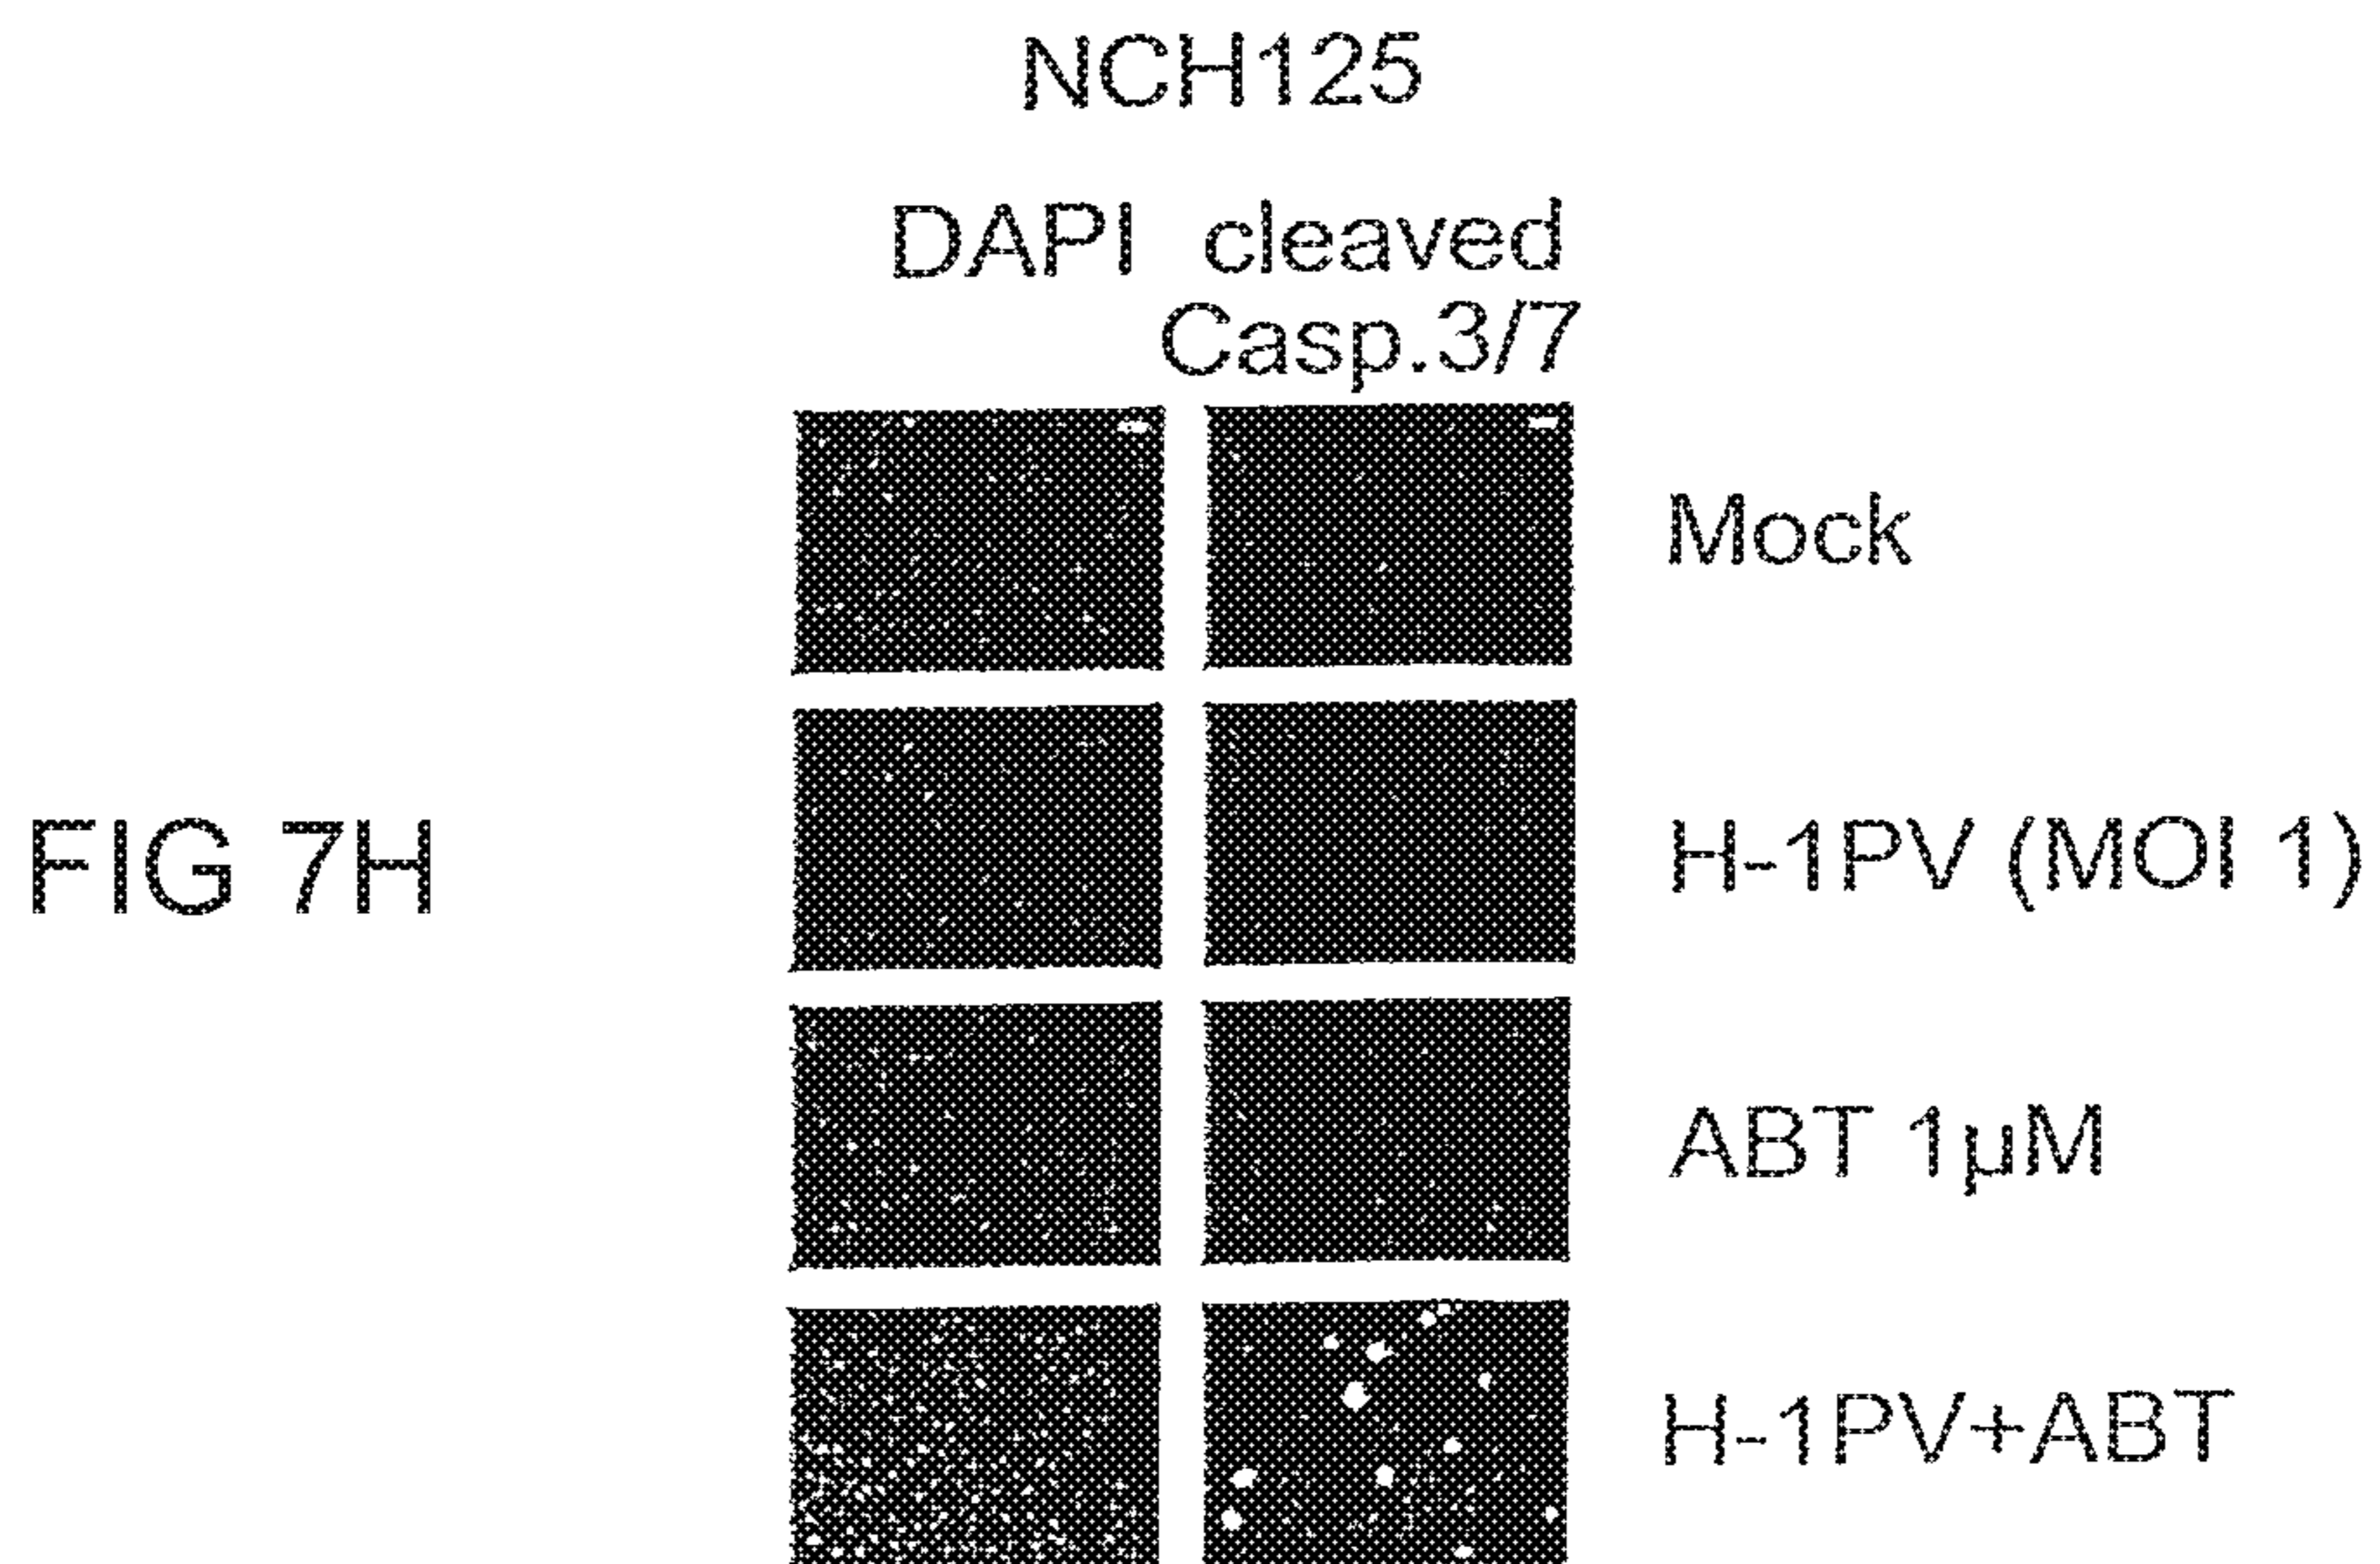 NCH125
DAPI cleaved
Casp.3/7
Mock
FIG 7H
H-1PV (MOI 1)
ABT 1µM
H-1PV+ABT